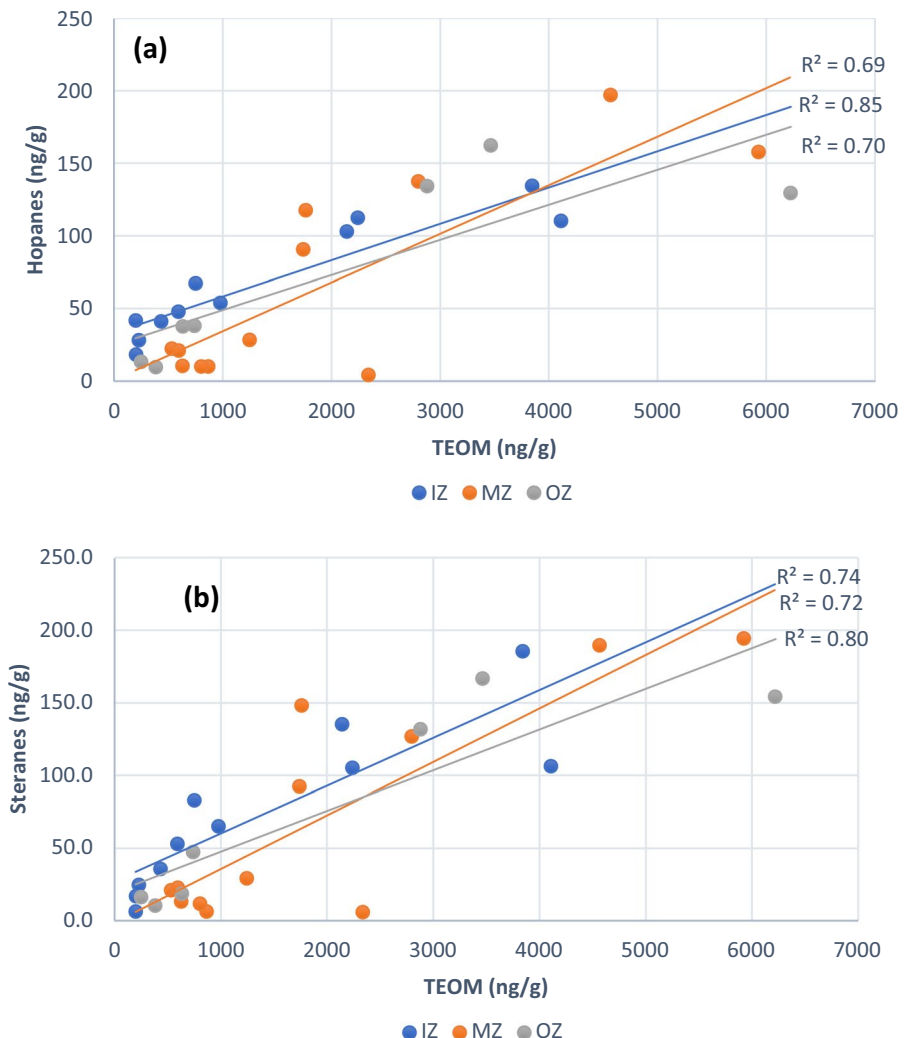 250
(a)
200
150
100
50
0
Hopanes (ng/g)
R² = 0.69
R² = 0.85
R² = 0.70
0 1000 2000 3000 4000 5000 6000 7000
TEOM (ng/g)
IZ MZ OZ
250.0
(b)
200.0
150.0
100.0
50.0
0.0
Steranes (ng/g)
R² = 0.74
R² = 0.72
R² = 0.80
0 1000 2000 3000 4000 5000 6000 7000
TEOM (ng/g)
IZ MZ OZ